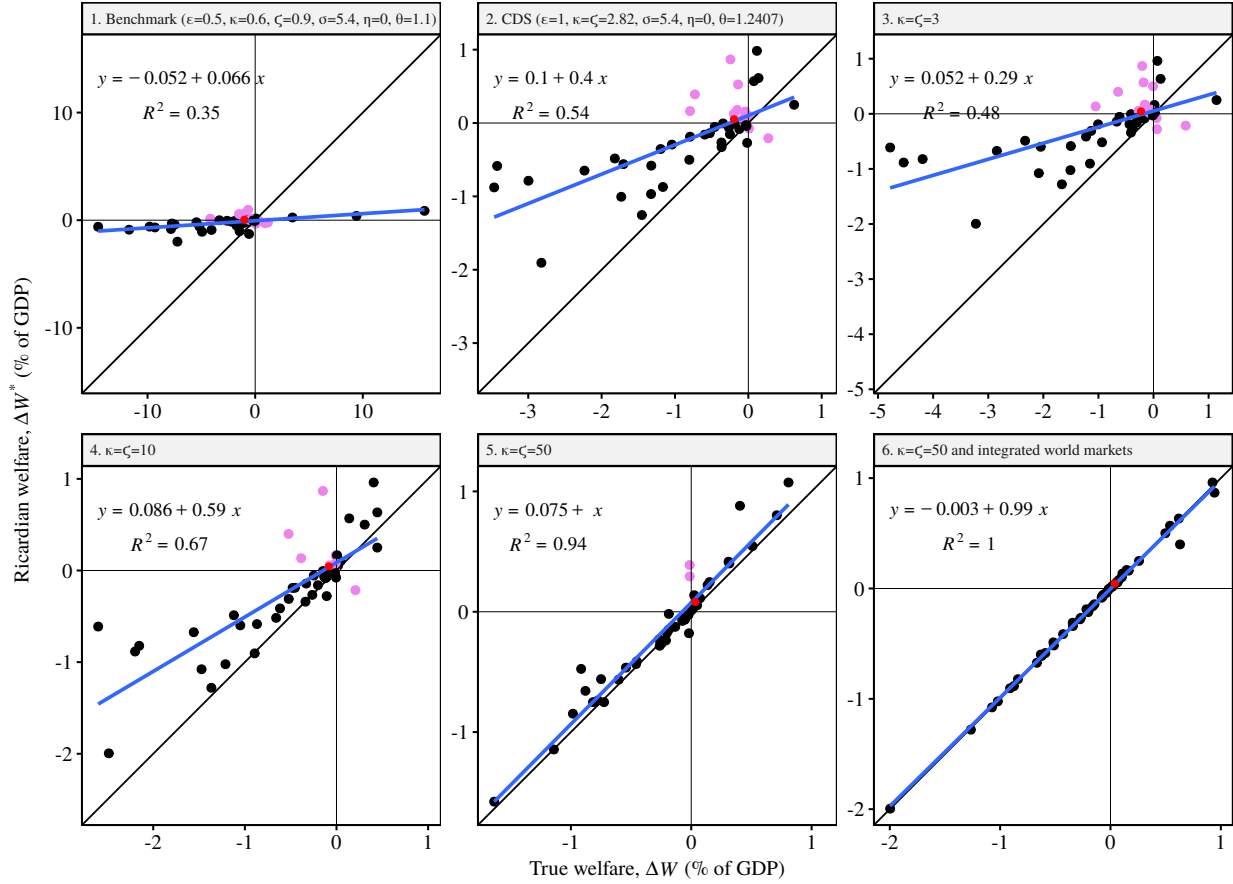 1. Benchmark (ε=0.5, κ=0.6, ζ=0.9, σ=5.4, η=0, θ=1.1)
y = − 0.052 + 0.066 x
R² = 0.35
10
0
-10
-10
0
10
2. CDS (ε=1, κ=ζ=2.82, σ=5.4, η=0, θ=1.2407)
y = 0.1 + 0.4 x
R² = 0.54
1
0
-1
-2
-3
-3
-2
-1
0
1
3. κ=ζ=3
y = 0.052 + 0.29 x
R² = 0.48
1
0
-1
-2
-3
-4
-5
-5
-4
-3
-2
-1
0
1
4. κ=ζ=10
y = 0.086 + 0.59 x
R² = 0.67
1
0
-1
-2
-2
-1
0
1
5. κ=ζ=50
y = 0.075 + x
R² = 0.94
1
0
-1
-1
0
1
6. κ=ζ=50 and integrated world markets
y = − 0.003 + 0.99 x
R² = 1
1
0
-1
-2
-2
-1
0
1
Ricardian welfare, ΔW* (% of GDP)
True welfare, ΔW (% of GDP)